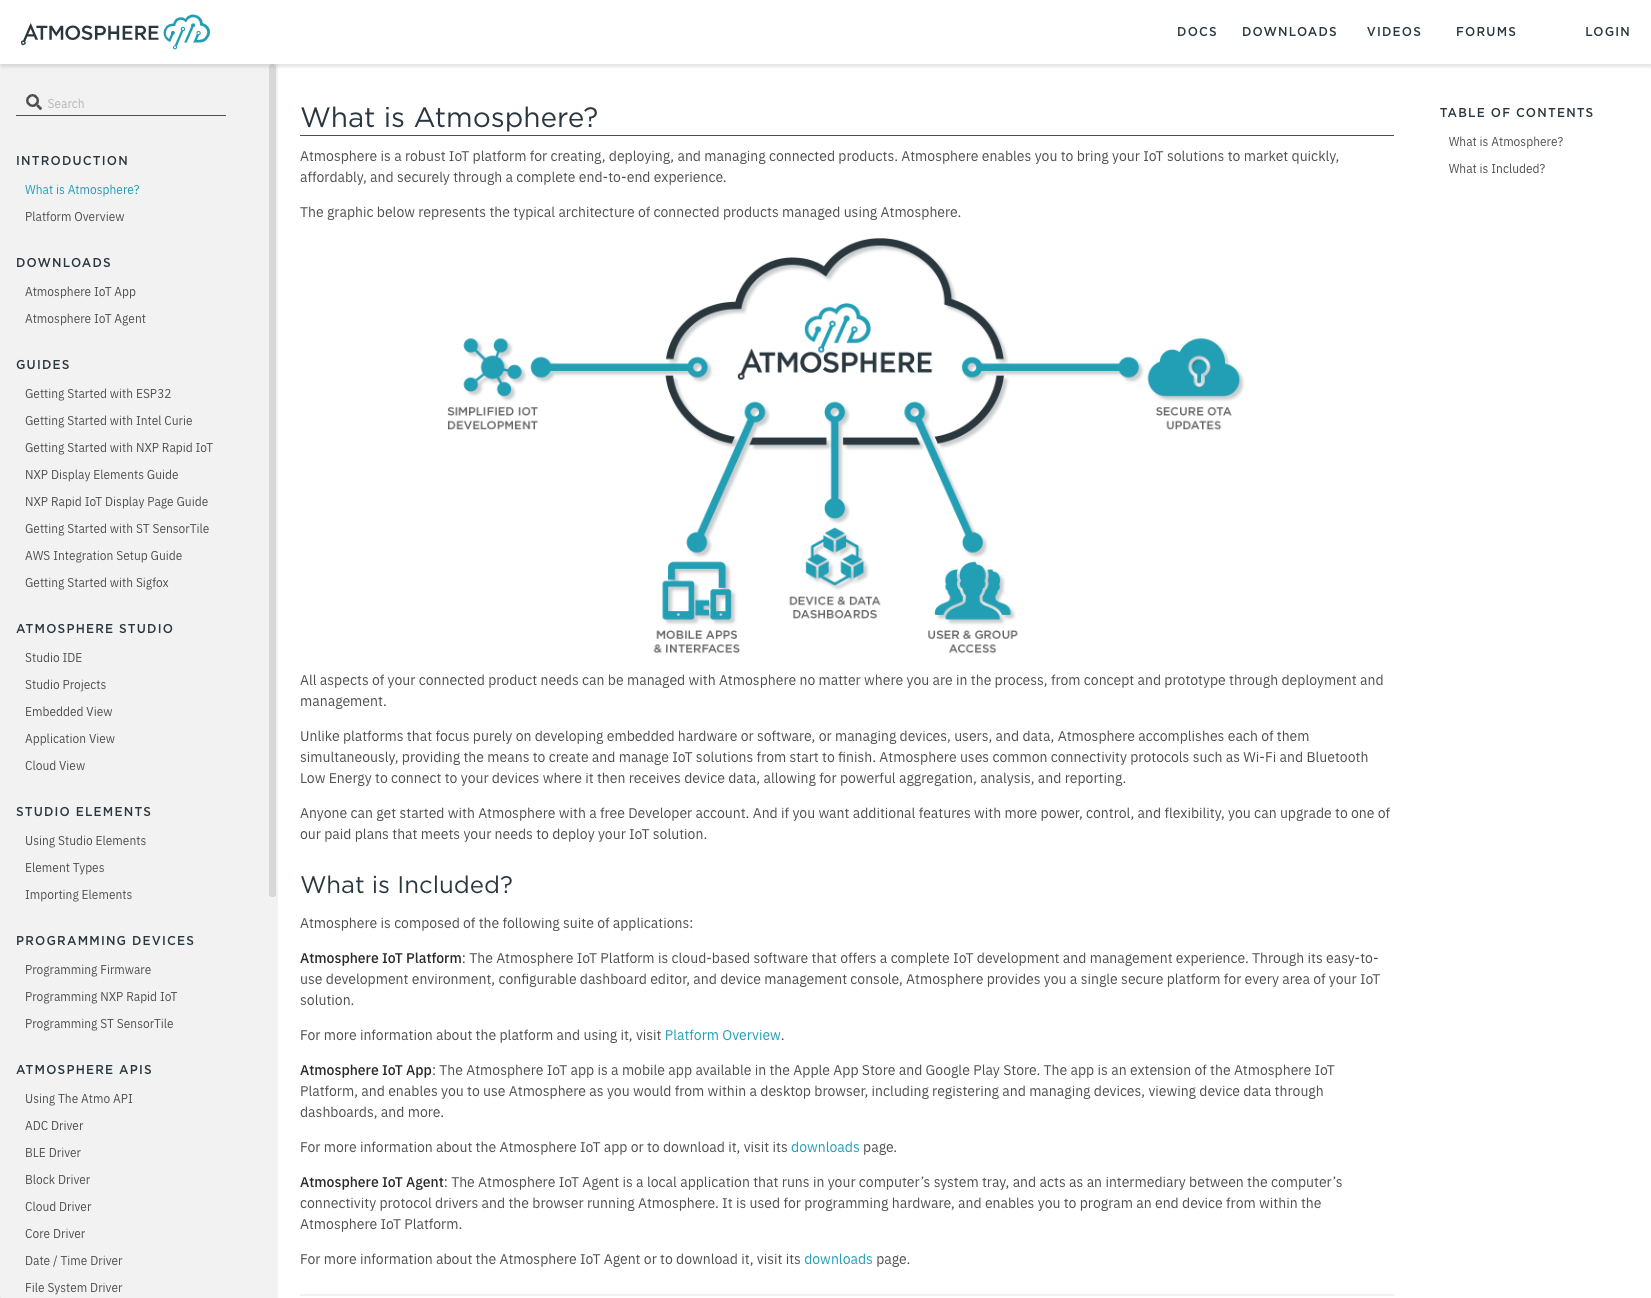 ATMOSPHERE
DOCS
DOWNLOADS
VIDEOS
FORUMS
LOGIN
Search
INTRODUCTION
What is Atmosphere?
Platform Overview
DOWNLOADS
Atmosphere IoT App
Atmosphere IoT Agent
GUIDES
Getting Started with ESP32
Getting Started with Intel Curie
Getting Started with NXP Rapid IoT
NXP Display Elements Guide
NXP Rapid IoT Display Page Guide
Getting Started with ST SensorTile
AWS Integration Setup Guide
Getting Started with Sigfox
ATMOSPHERE STUDIO
Studio IDE
Studio Projects
Embedded View
Application View
Cloud View
STUDIO ELEMENTS
Using Studio Elements
Element Types
Importing Elements
PROGRAMMING DEVICES
Programming Firmware
Programming NXP Rapid IoT
Programming ST SensorTile
ATMOSPHERE APIS
Using The Atmo API
ADC Driver
BLE Driver
Block Driver
Cloud Driver
Core Driver
Date / Time Driver
File System Driver
What is Atmosphere?
Atmosphere is a robust IoT platform for creating, deploying, and managing connected products. Atmosphere enables you to bring your IoT solutions to market quickly,
affordably, and securely through a complete end-to-end experience.
The graphic below represents the typical architecture of connected products managed using Atmosphere.
ATMOSPHERE
SIMPLIFIED IOT
DEVELOPMENT
SECURE OTA
UPDATES
MOBILE APPS
& INTERFACES
DEVICE & DATA
DASHBOARDS
USER & GROUP
ACCESS
All aspects of your connected product needs can be managed with Atmosphere no matter where you are in the process, from concept and prototype through deployment and
management.
Unlike platforms that focus purely on developing embedded hardware or software, or managing devices, users, and data, Atmosphere accomplishes each of them
simultaneously, providing the means to create and manage IoT solutions from start to finish. Atmosphere uses common connectivity protocols such as Wi-Fi and Bluetooth
Low Energy to connect to your devices where it then receives device data, allowing for powerful aggregation, analysis, and reporting.
Anyone can get started with Atmosphere with a free Developer account. And if you want additional features with more power, control, and flexibility, you can upgrade to one of
our paid plans that meets your needs to deploy your IoT solution.
What is Included?
Atmosphere is composed of the following suite of applications:
Atmosphere IoT Platform: The Atmosphere IoT Platform is cloud-based software that offers a complete IoT development and management experience. Through its easy-to-
use development environment, configurable dashboard editor, and device management console, Atmosphere provides you a single secure platform for every area of your IoT
solution.
For more information about the platform and using it, visit Platform Overview.
Atmosphere IoT App: The Atmosphere IoT app is a mobile app available in the Apple App Store and Google Play Store. The app is an extension of the Atmosphere IoT
Platform, and enables you to use Atmosphere as you would from within a desktop browser, including registering and managing devices, viewing device data through
dashboards, and more.
For more information about the Atmosphere IoT app or to download it, visit its downloads page.
Atmosphere IoT Agent: The Atmosphere IoT Agent is a local application that runs in your computer’s system tray, and acts as an intermediary between the computer’s
connectivity protocol drivers and the browser running Atmosphere. It is used for programming hardware, and enables you to program an end device from within the
Atmosphere IoT Platform.
For more information about the Atmosphere IoT Agent or to download it, visit its downloads page.
TABLE OF CONTENTS
What is Atmosphere?
What is Included?